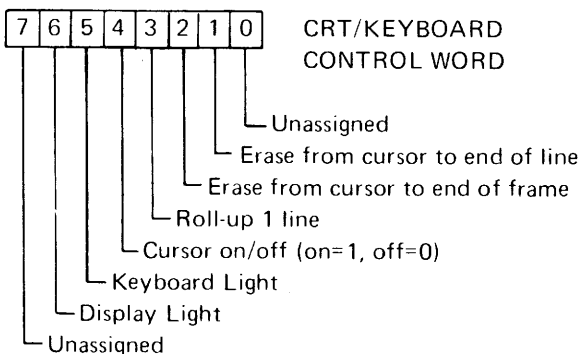 7 6 5 4 3 2 1 0 CRT/KEYBOARD
CONTROL WORD
Unassigned
Erase from cursor to end of line
Erase from cursor to end of frame
Roll-up 1 line
Cursor on/off (on=1, off=0)
Keyboard Light
Display Light
Unassigned